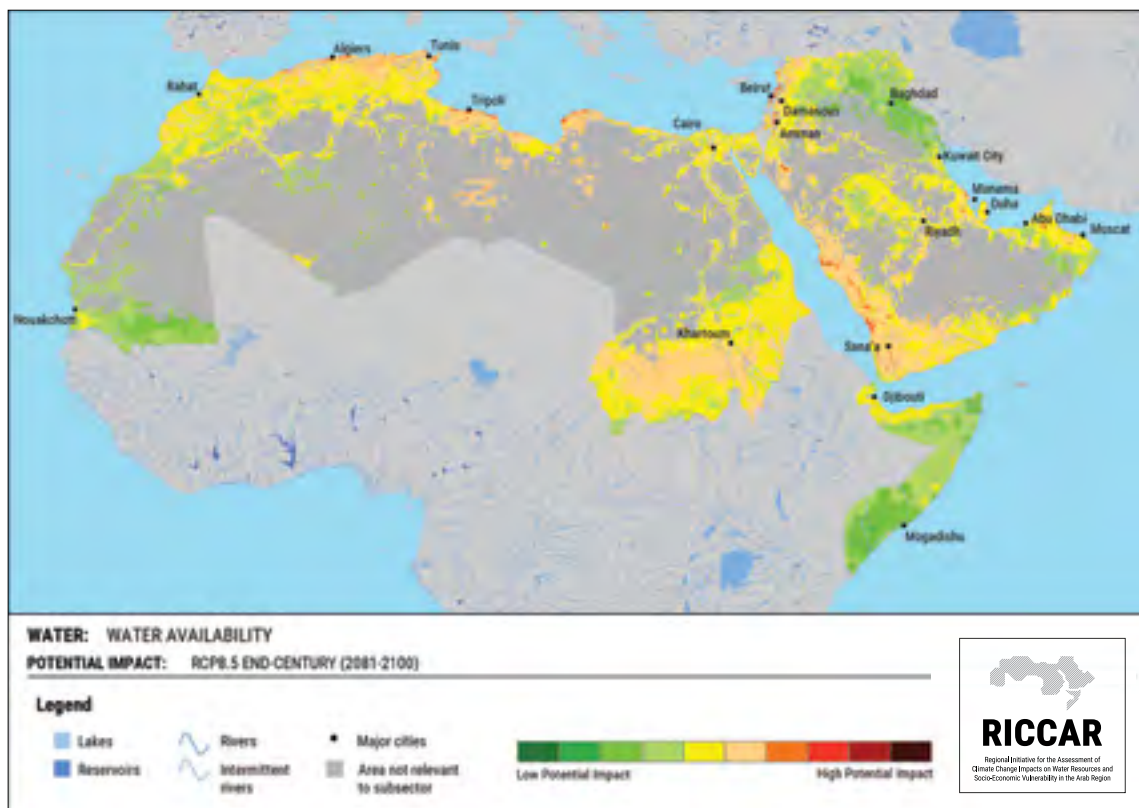 Algiers
Tunis
Rabat
Tripoli
Beirut
Damascus
Amman
Baghdad
Cairo
Kuwait City
Manama
Doha
Abu Dhabi
Muscat
Riyadh
Nouakchott
Khartoum
Sana'a
Djibouti
Mogadishu
WATER: WATER AVAILABILITY
POTENTIAL IMPACT: RCP8.5 END-CENTURY (2081-2100)
Legend
Lakes
Reservoirs
Rivers
Intermittent
rivers
Major cities
Area not relevant
to subsector
Low Potential Impact
High Potential Impact
RICCAR
Regional Initiative for the Assessment of
Climate Change Impacts on Water Resources and
Socio-Economic Vulnerability in the Arab Region